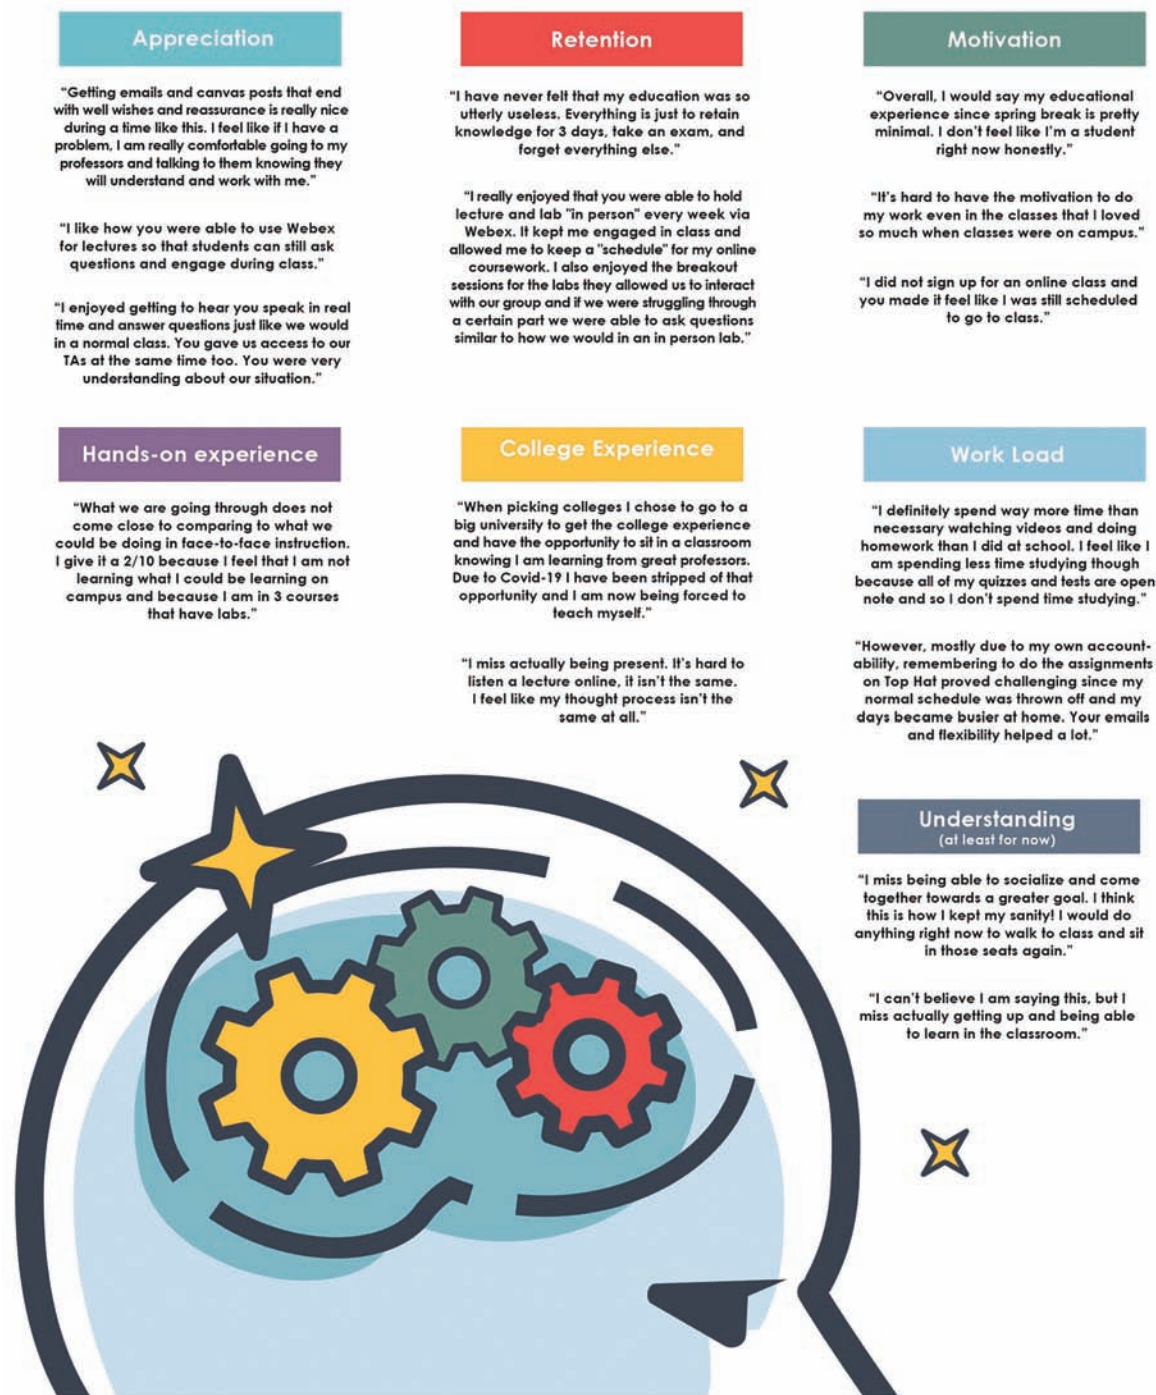 Appreciation
"Getting emails and canvas posts that end
with well wishes and reassurance is really nice
during a time like this. I feel like if I have a
problem, I am really comfortable going to my
professors and talking to them knowing they
will understand and work with me."
"I like how you were able to use Webex
for lectures so that students can still ask
questions and engage during class."
"I enjoyed getting to hear you speak in real
time and answer questions just like we would
in a normal class. You gave us access to our
TAs at the same time too. You were very
understanding about our situation."
Retention
"I have never felt that my education was so
utterly useless. Everything is just to retain
knowledge for 3 days, take an exam, and
forget everything else."
"I really enjoyed that you were able to hold
lecture and lab "in person" every week via
Webex. It kept me engaged in class and
allowed me to keep a "schedule" for my online
coursework. I also enjoyed the breakout
sessions for the labs they allowed us to interact
with our group and if we were struggling through
a certain part we were able to ask questions
similar to how we would in an in person lab."
Motivation
"Overall, I would say my educational
experience since spring break is pretty
minimal. I don't feel like I'm a student
right now honestly."
"It's hard to have the motivation to do
my work even in the classes that I loved
so much when classes were on campus."
"I did not sign up for an online class and
you made it feel like I was still scheduled
to go to class."
Hands-on experience
"What we are going through does not
come close to comparing to what we
could be doing in face-to-face instruction.
I give it a 2/10 because I feel that I am not
learning what I could be learning on
campus and because I am in 3 courses
that have labs."
College Experience
"When picking colleges I chose to go to a
big university to get the college experience
and have the opportunity to sit in a classroom
knowing I am learning from great professors.
Due to Covid-19 I have been stripped of that
opportunity and I am now being forced to
teach myself."
"I miss actually being present. It's hard to
listen a lecture online, it isn't the same.
I feel like my thought process isn't the
same at all."
Work Load
"I definitely spend way more time than
necessary watching videos and doing
homework than I did at school. I feel like I
am spending less time studying though
because all of my quizzes and tests are open
note and so I don't spend time studying."
"However, mostly due to my own account-
ability, remembering to do the assignments
on Top Hat proved challenging since my
normal schedule was thrown off and my
days became busier at home. Your emails
and flexibility helped a lot."
Understanding
(at least for now)
"I miss being able to socialize and come
together towards a greater goal. I think
this is how I kept my sanity! I would do
anything right now to walk to class and sit
in those seats again."
"I can't believe I am saying this, but I
miss actually getting up and being able
to learn in the classroom."